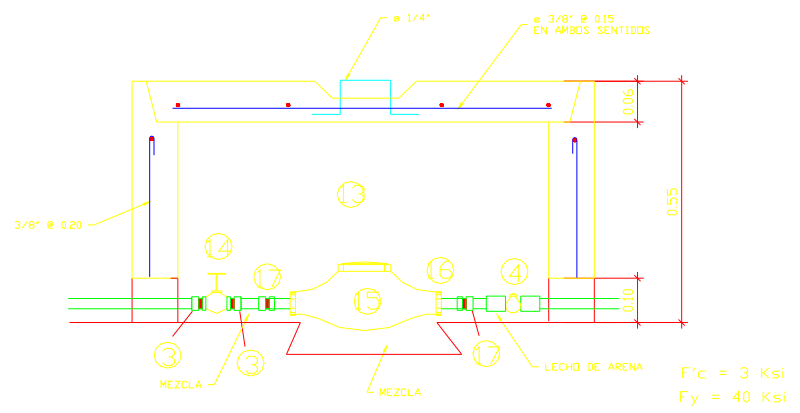 ø 1/4"
ø 3/8" @ 0.15
EN AMBOS SENTIDOS
0.06
0.55
13
3/8" @ 0.20
14
17
16
4
15
0.10
3
3
17
MEZCLA
MEZCLA
LECHO DE ARENA
F'c = 3 Ksi
Fy = 40 Ksi